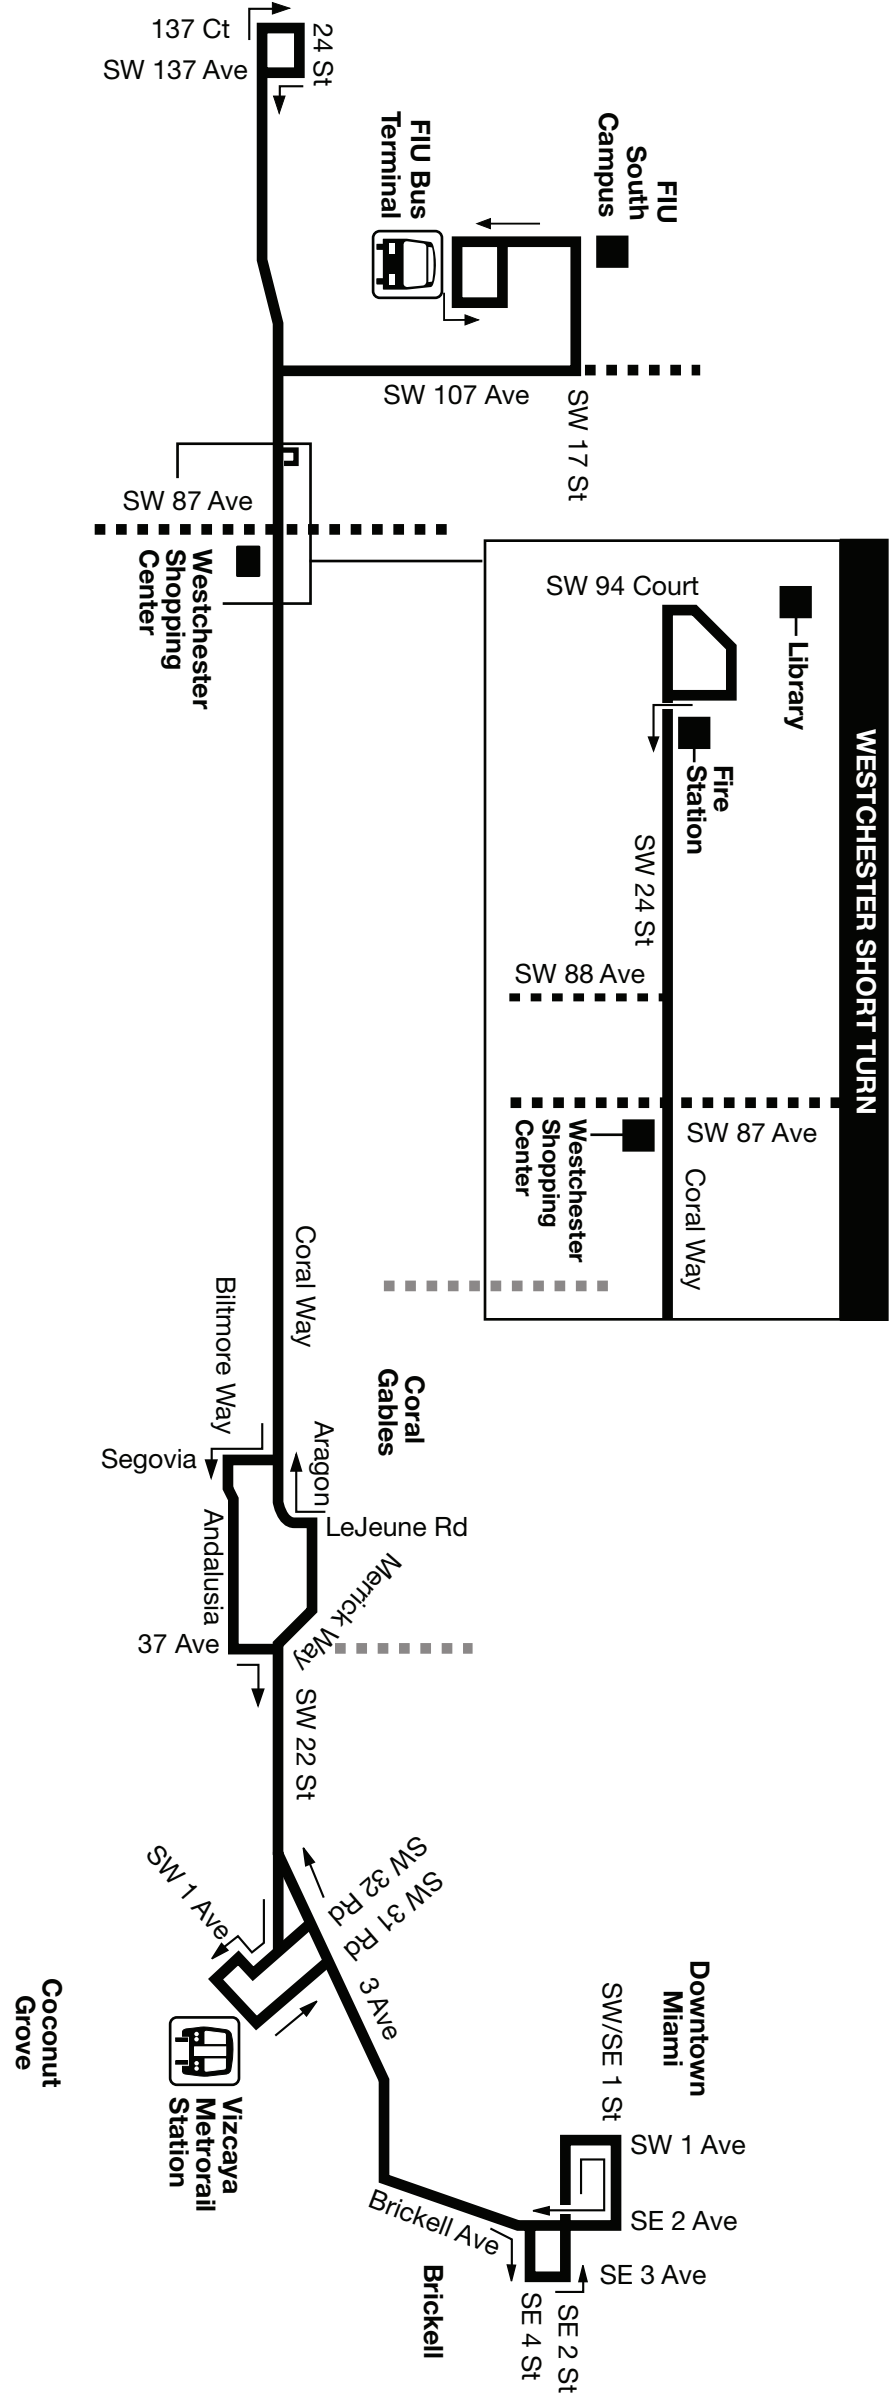 137 Ct
SW 137 Ave
24 St
FIU
South
Campus
FIU Bus
Terminal
SW 107 Ave
SW 17 St
SW 87 Ave
Westchester
Shopping
Center
WESTCHESTER SHORT TURN
SW 94 Court
Library
Fire
Station
SW 24 St
SW 88 Ave
SW 87 Ave
Westchester
Shopping
Center
Coral Way
Coral Way
Biltmore Way
Coral
Gables
Segovia
Aragon
LeJeune Rd
Andalusia
Merrick Way
37 Ave
SW 22 St
SW 1 Ave
SW 32 Rd
SW 31 Rd
3 Ave
Coconut
Grove
Vizcaya
Metrorail
Station
Downtown
Miami
SW/SE 1 St
SW 1 Ave
SE 2 Ave
Brickell Ave
SE 3 Ave
Brickell
SE 4 St
SE 2 St